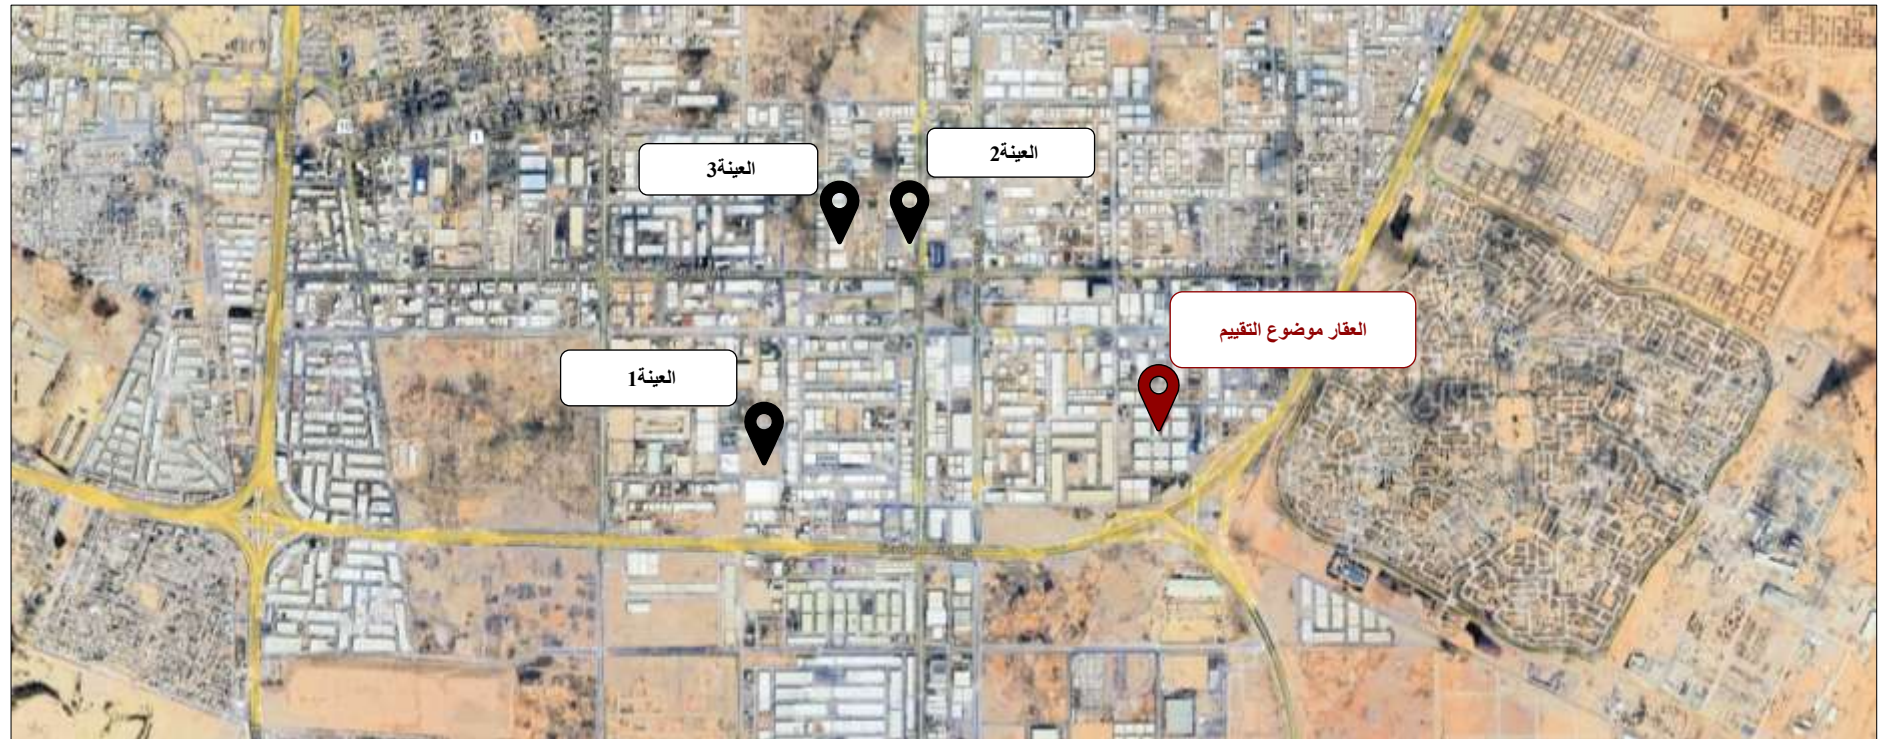 العينة2
العينة3
العقار موضوع التقييم
العينة1